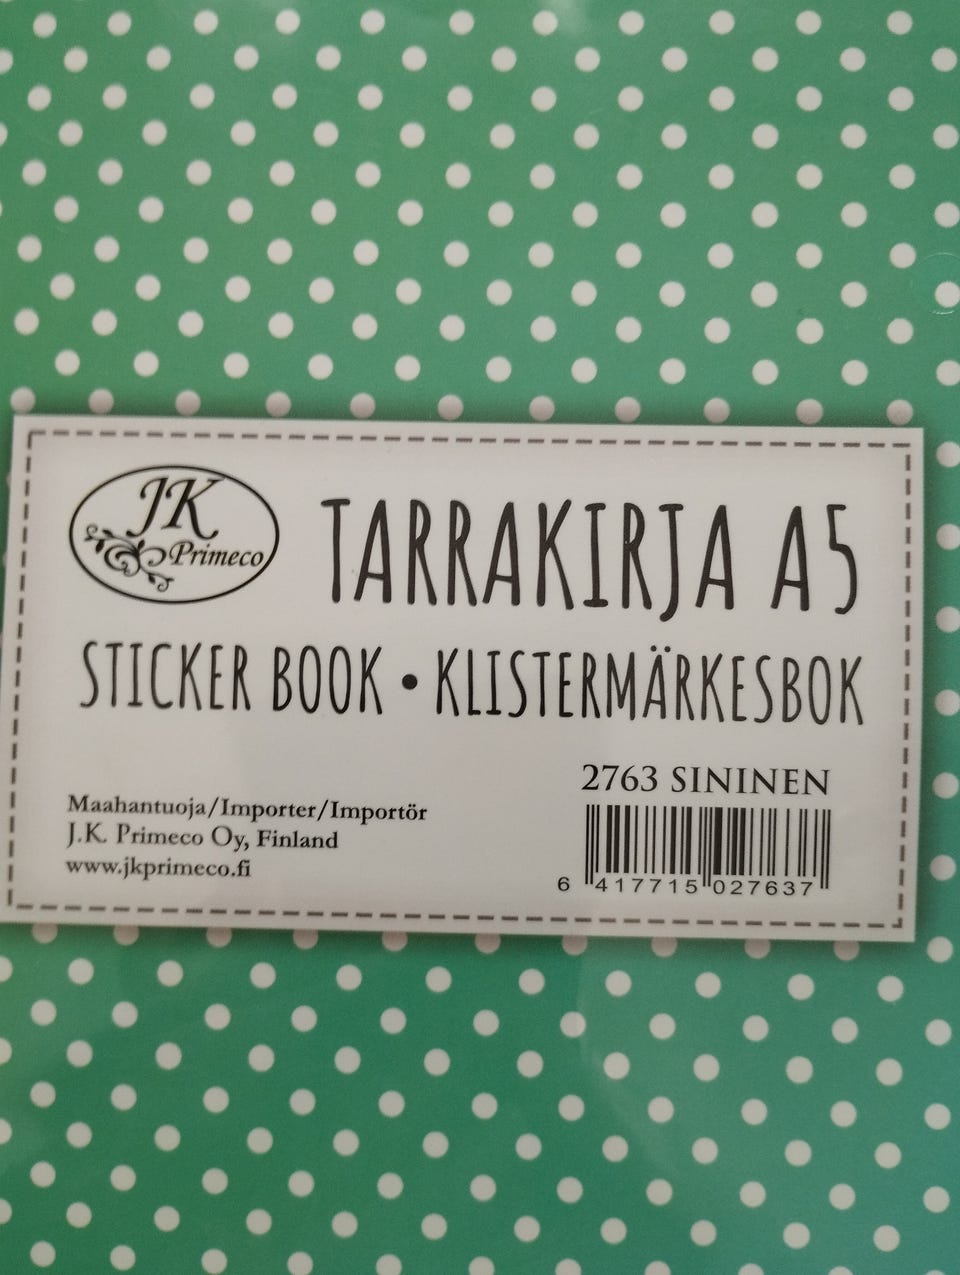 JK
Primeco
TARRAKIRJA A5
STICKER BOOK • KLISTERMÄRKESBOK
2763 SININEN
Maahantuoja/Importer/Importör
J.K. Primeco Oy, Finland
www.jkprimeco.fi
6 417715 027637